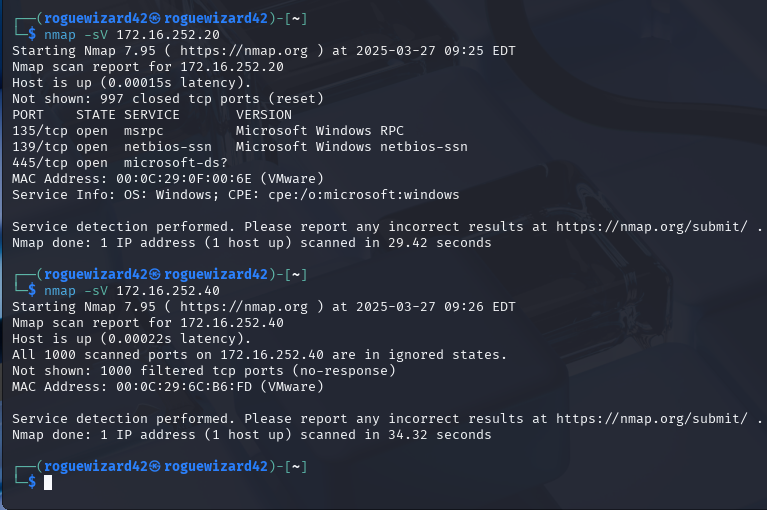 ┌──(roguewizard42㉿roguewizard42)-[~]
└─$ nmap -sV 172.16.252.20
Starting Nmap 7.95 ( https://nmap.org ) at 2025-03-27 09:25 EDT
Nmap scan report for 172.16.252.20
Host is up (0.00015s latency).
Not shown: 997 closed tcp ports (reset)
PORT    STATE SERVICE       VERSION
135/tcp open  msrpc         Microsoft Windows RPC
139/tcp open  netbios-ssn   Microsoft Windows netbios-ssn
445/tcp open  microsoft-ds?
MAC Address: 00:0C:29:0F:00:6E (VMware)
Service Info: OS: Windows; CPE: cpe:/o:microsoft:windows
Service detection performed. Please report any incorrect results at https://nmap.org/submit/ .
Nmap done: 1 IP address (1 host up) scanned in 29.42 seconds
┌──(roguewizard42㉿roguewizard42)-[~]
└─$ nmap -sV 172.16.252.40
Starting Nmap 7.95 ( https://nmap.org ) at 2025-03-27 09:26 EDT
Nmap scan report for 172.16.252.40
Host is up (0.00022s latency).
All 1000 scanned ports on 172.16.252.40 are in ignored states.
Not shown: 1000 filtered tcp ports (no-response)
MAC Address: 00:0C:29:6C:B6:FD (VMware)
Service detection performed. Please report any incorrect results at https://nmap.org/submit/ .
Nmap done: 1 IP address (1 host up) scanned in 34.32 seconds
┌──(roguewizard42㉿roguewizard42)-[~]
└─$